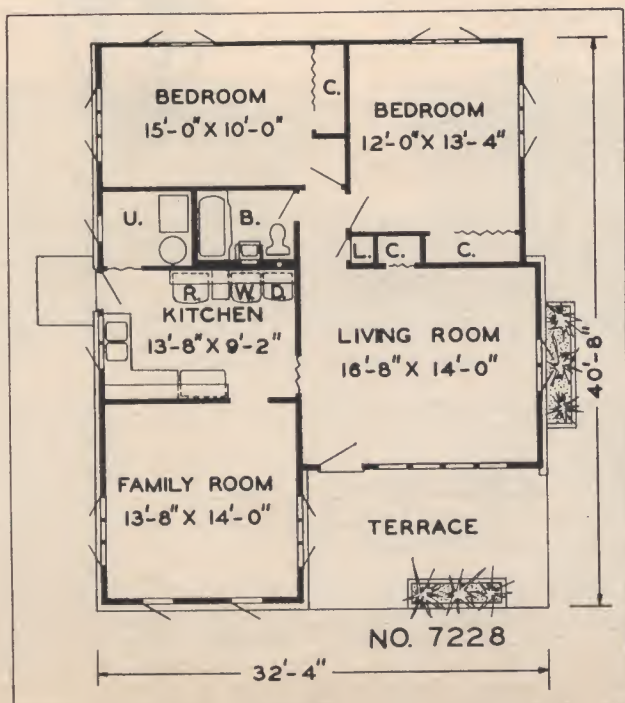 BEDROOM
15'-0" X 10'-0"
C.
BEDROOM
12'-0" X 13'-4"
U.
B.
L.
C.
C.
R.
W.
D.
KITCHEN
13'-8" X 9'-2"
LIVING ROOM
16'-8" X 14'-0"
40'-8"
FAMILY ROOM
13'-8" X 14'-0"
TERRACE
NO. 7228
32'-4"